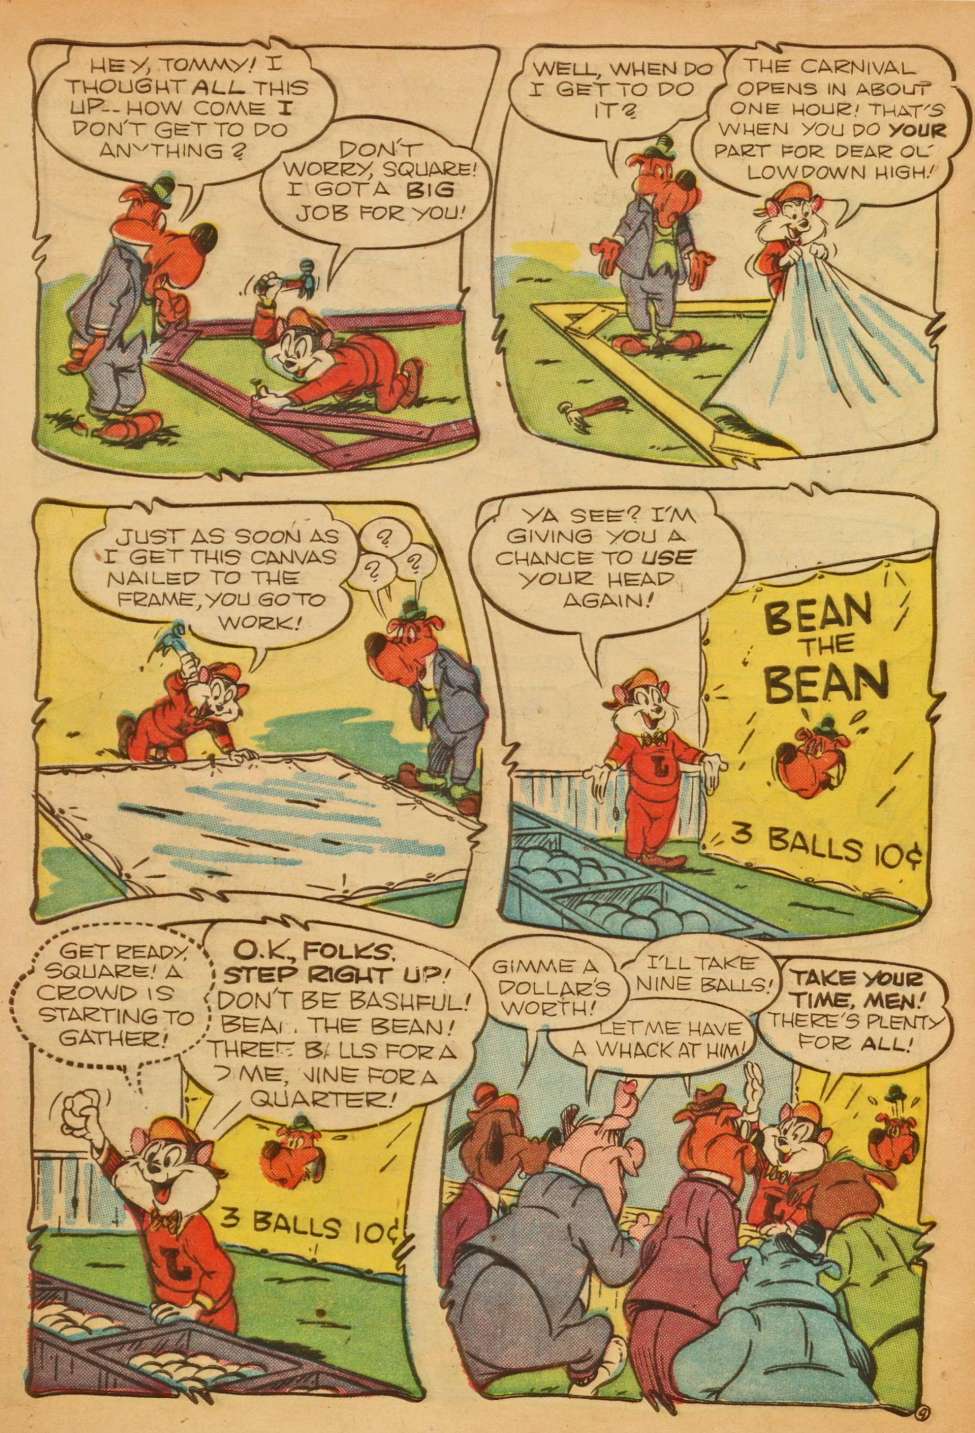 HEY, TOMMY! I
THOUGHT ALL THIS
UP-- HOW COME I
DON'T GET TO DO
ANYTHING?
DON'T
WORRY, SQUARE!
I GOT A BIG
JOB FOR YOU!
WELL, WHEN DO
I GET TO DO
IT?
THE CARNIVAL
OPENS IN ABOUT
ONE HOUR! THAT'S
WHEN YOU DO YOUR
PART FOR DEAR OL'
LOWDOWN HIGH!
JUST AS SOON AS
I GET THIS CANVAS
NAILED TO THE
FRAME, YOU GO TO
WORK!
?
?
?
YA SEE? I'M
GIVING YOU A
CHANCE TO USE
YOUR HEAD
AGAIN!
BEAN
THE
BEAN
3 BALLS 10¢
L
GET READY,
SQUARE! A
CROWD IS
STARTING TO
GATHER!
O.K., FOLKS.
STEP RIGHT UP!
DON'T BE BASHFUL!
BEA. THE BEAN!
THREE B LLS FOR A
D ME, NINE FOR A
QUARTER!
3 BALLS 10¢
L
GIMME A
DOLLAR'S
WORTH!
I'LL TAKE
NINE BALLS!
LET ME HAVE
A WHACK AT HIM!
TAKE YOUR
TIME, MEN!
THERE'S PLENTY
FOR ALL!
L
9